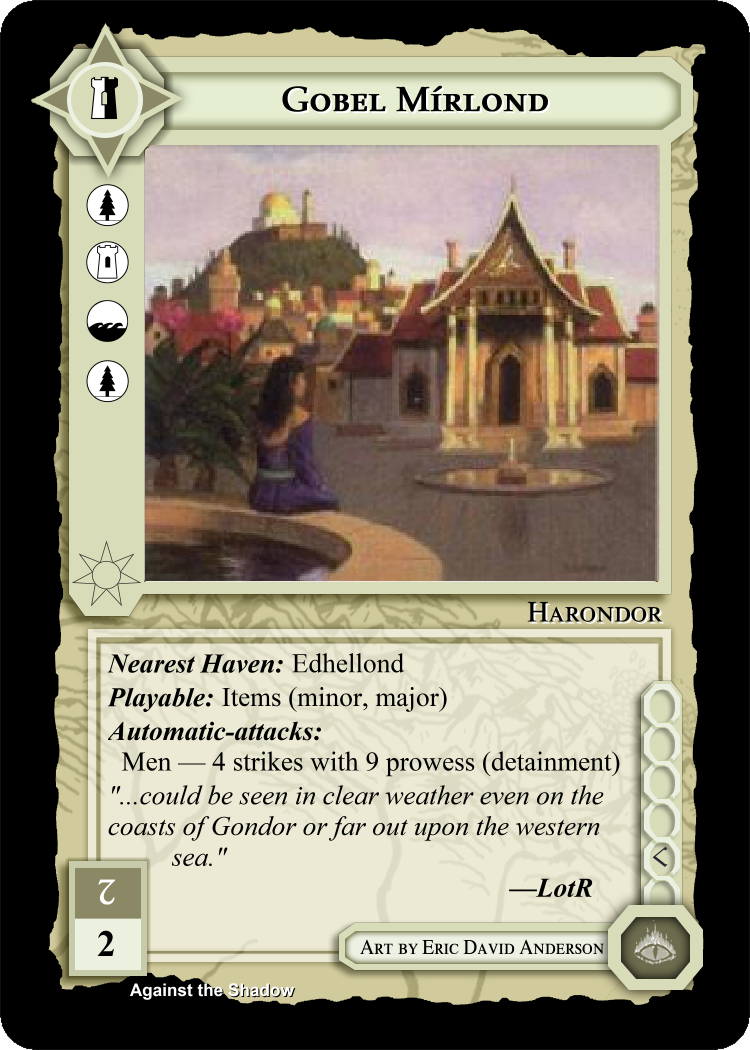 Gobel Mírlond
Harondor
Nearest Haven: Edhellond
Playable: Items (minor, major)
Automatic-attacks:
Men — 4 strikes with 9 prowess (detainment)
"...could be seen in clear weather even on the
coasts of Gondor or far out upon the western
sea."
—LotR
2
2
Art by Eric David Anderson
Against the Shadow